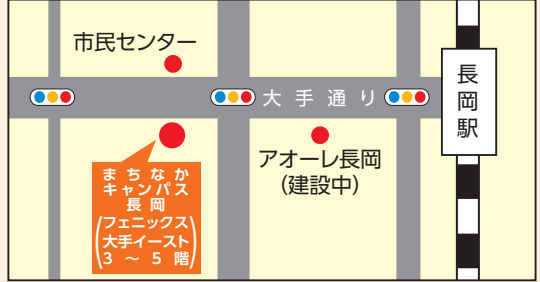 市民センター
大手通り
長岡駅
アオーレ長岡
(建設中)
まちなか
キャンパス
長岡
(フェニックス
大手イースト
3～5階)